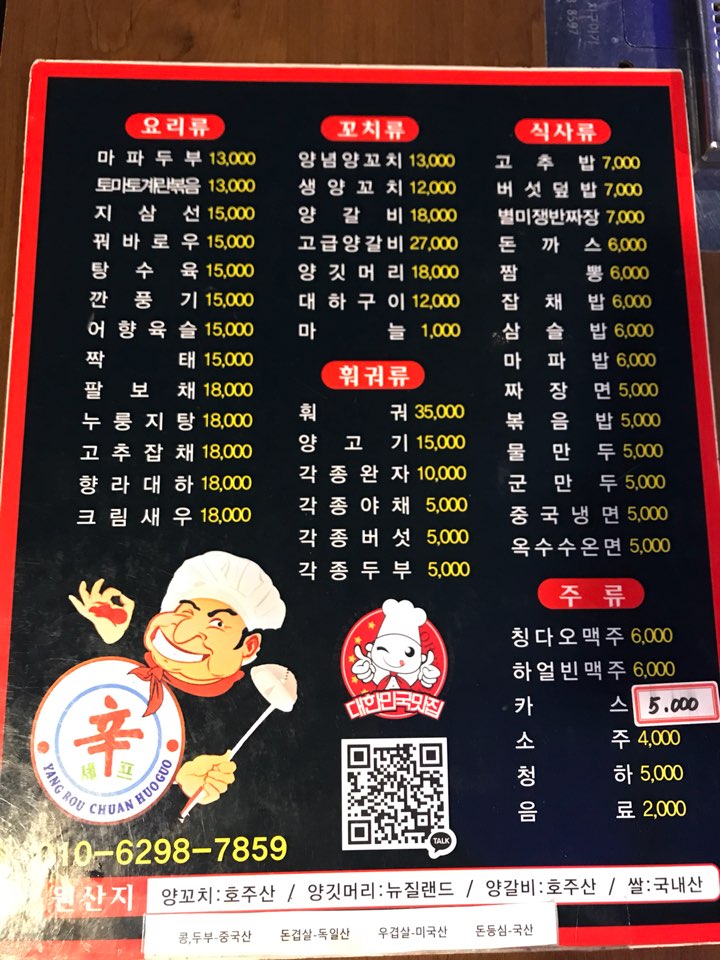 요리류
마파두부 13,000
토마토계란볶음 13,000
지삼선 15,000
꿔바로우 15,000
탕수육 15,000
깐풍기 15,000
어향육슬 15,000
짝태 15,000
팔보채 18,000
누룽지탕 18,000
고추잡채 18,000
향라대하 18,000
크림새우 18,000
꼬치류
양념양꼬치 13,000
생양꼬치 12,000
양갈비 18,000
고급양갈비 27,000
양깃머리 18,000
대하구이 12,000
마늘 1,000
훠궈류
훠궈 35,000
양고기 15,000
각종완자 10,000
각종야채 5,000
각종버섯 5,000
각종두부 5,000
식사류
고추밥 7,000
버섯덮밥 7,000
별미쟁반짜장 7,000
돈까스 6,000
짬뽕 6,000
잡채밥 6,000
삼슬밥 6,000
마파밥 6,000
짜장면 5,000
볶음밥 5,000
물만두 5,000
군만두 5,000
중국냉면 5,000
옥수수온면 5,000
주류
칭다오맥주 6,000
하얼빈맥주 6,000
카스 5.000
소주 4,000
청하 5,000
음료 2,000
辛
셰프
YANG ROU CHUAN HUO GUO
대한민국맛집
TALK
010-6298-7859
원산지 양꼬치:호주산 / 양깃머리:뉴질랜드 / 양갈비:호주산 / 쌀:국내산
콩,두부-중국산 돈겹살-독일산 우겹살-미국산 돈등심-국산